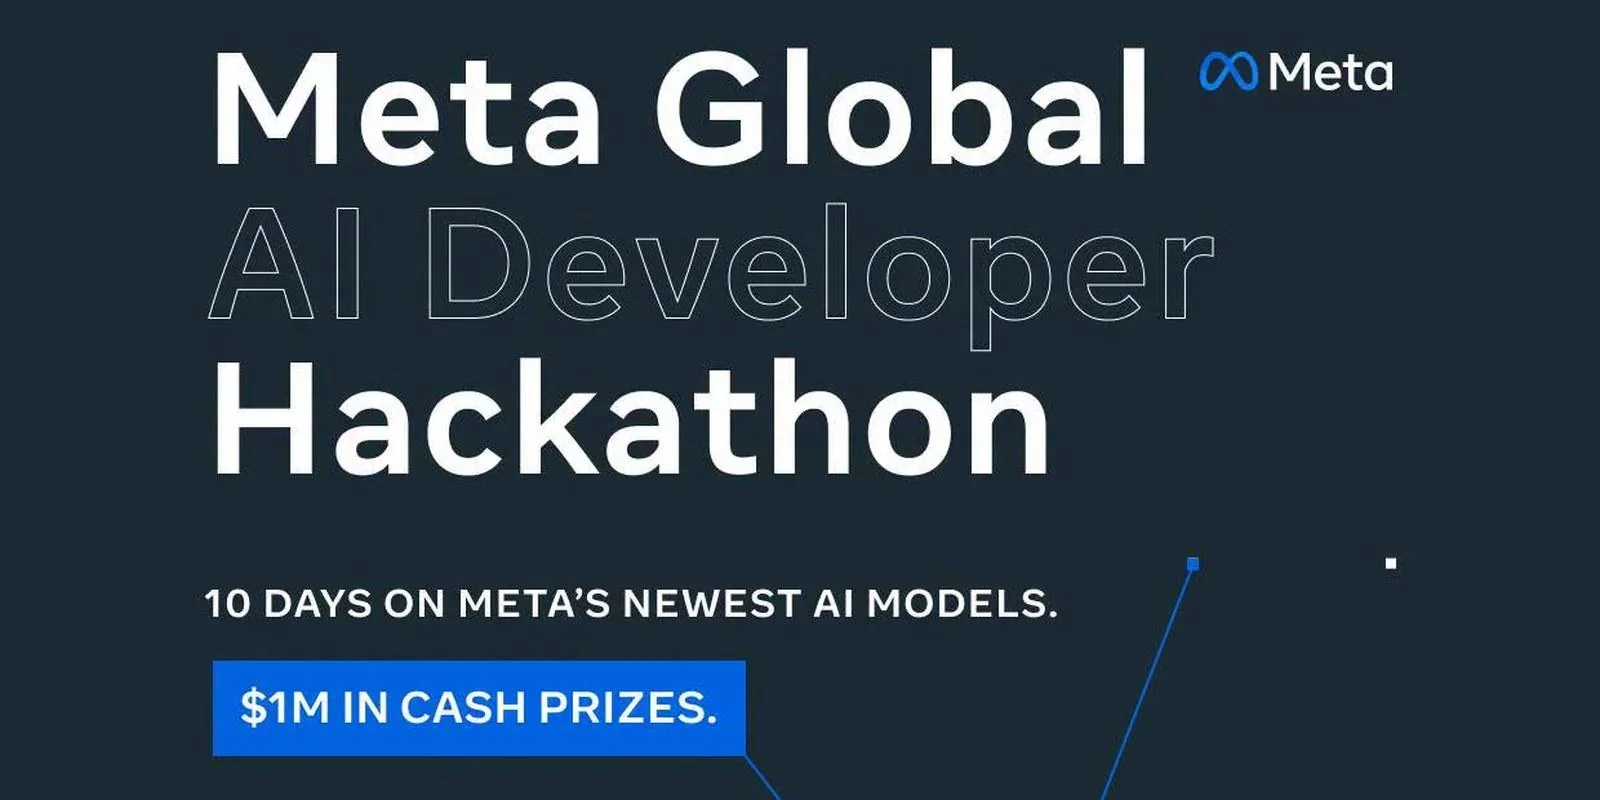 Meta Global
Meta
AI Developer
Hackathon
10 DAYS ON META’S NEWEST AI MODELS.
$1M IN CASH PRIZES.